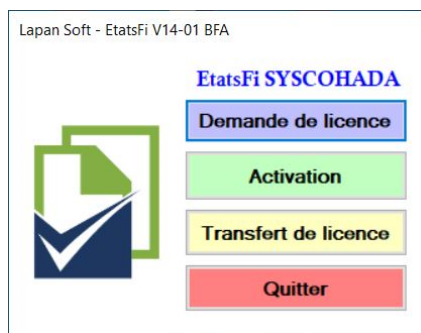 Lapan Soft - EtatsFi V14-01 BFA
EtatsFi SYSCOHADA
Demande de licence
Activation
Transfert de licence
Quitter